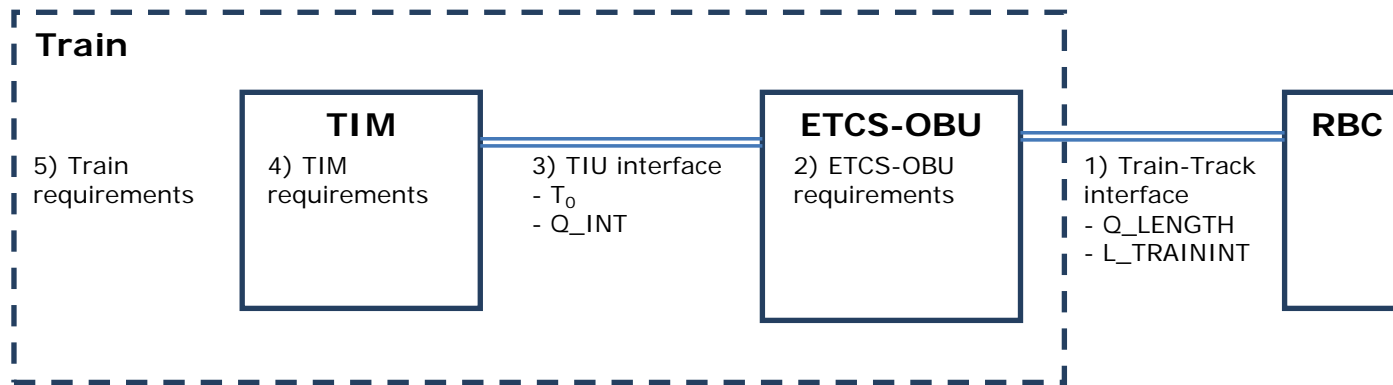 Train
TIM
ETCS-OBU
RBC
5) Train
requirements
4) TIM
requirements
3) TIU interface
- T₀
- Q_INT
2) ETCS-OBU
requirements
1) Train-Track
interface
- Q_LENGTH
- L_TRAININT